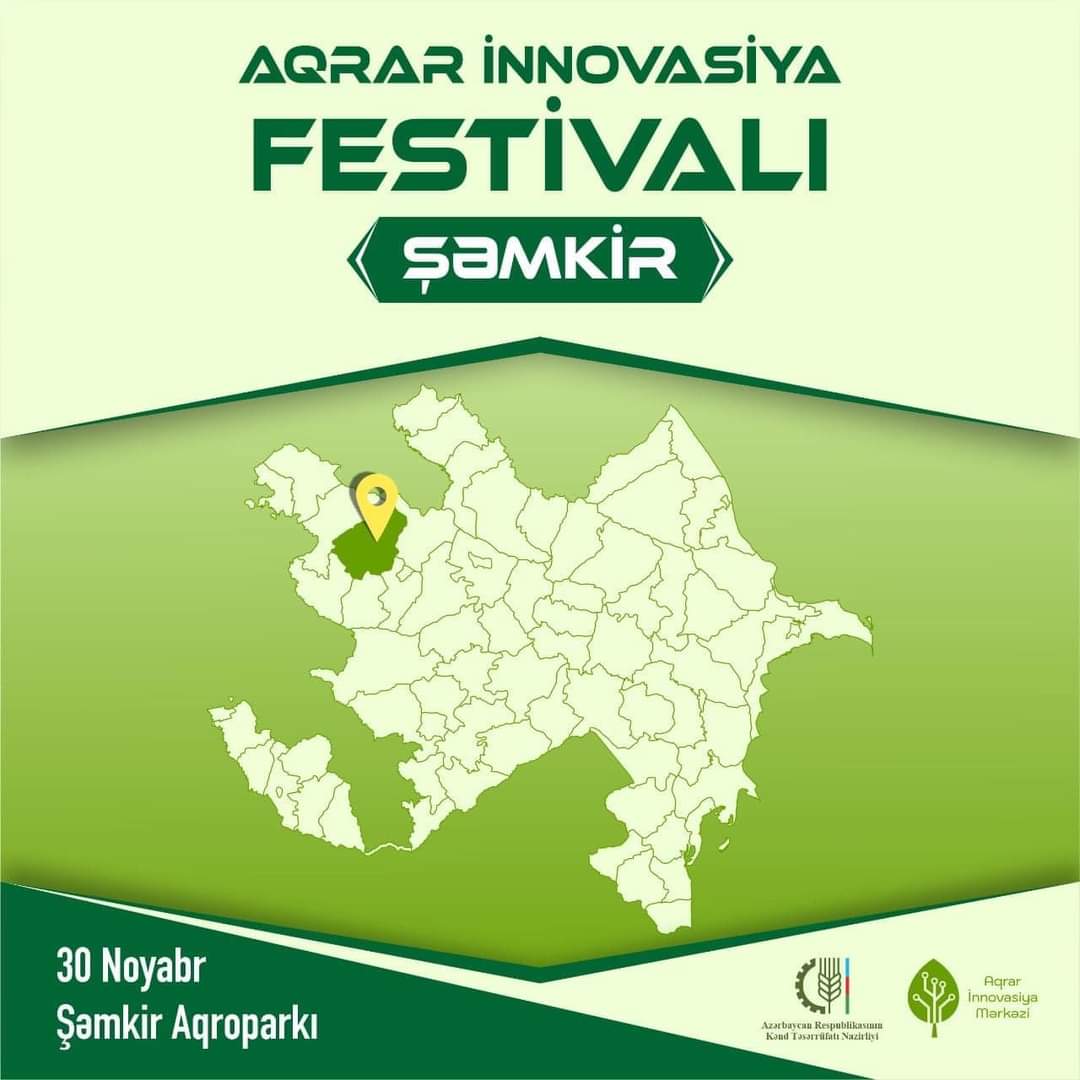 AQRAR İNNOVASİYA
FESTİVALI
ŞƏMKİR
30 Noyabr
Şəmkir Aqroparkı
Azərbaycan Respublikasının
Kənd Təsərrüfatı Nazirliyi
Aqrar
İnnovasiya
Mərkəzi